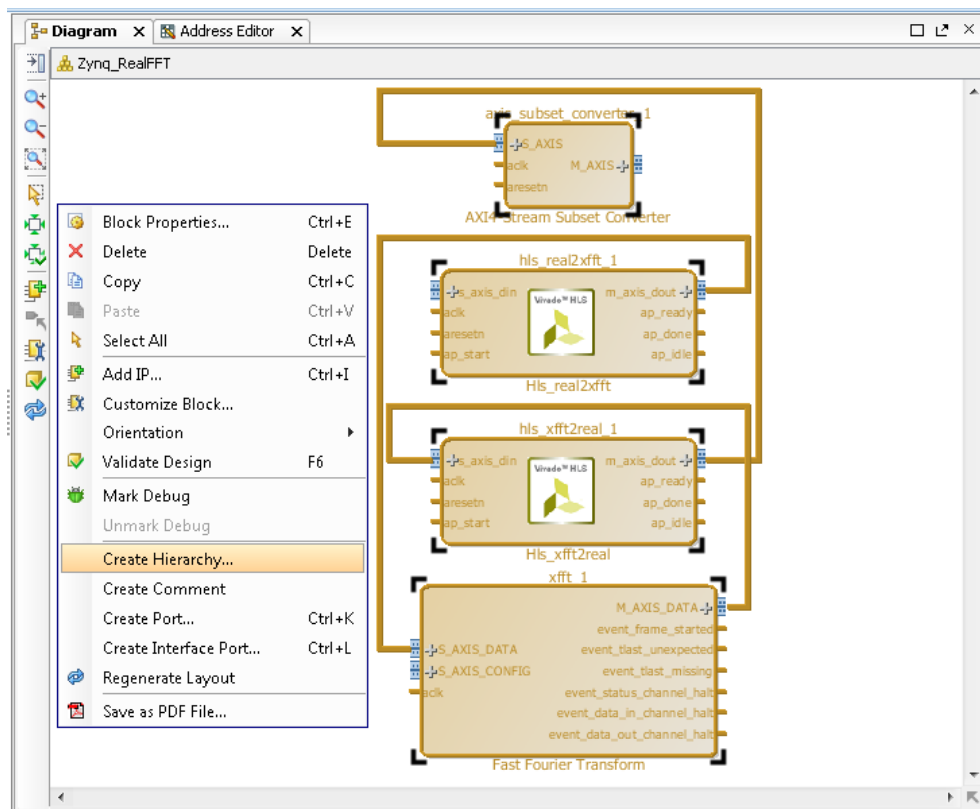 Diagram
Address Editor
Zynq_RealFFT
Block Properties... Ctrl+E
Delete Delete
Copy Ctrl+C
Paste Ctrl+V
Select All Ctrl+A
Add IP... Ctrl+I
Customize Block...
Orientation
Validate Design F6
Mark Debug
Unmark Debug
Create Hierarchy...
Create Comment
Create Port... Ctrl+K
Create Interface Port... Ctrl+L
Regenerate Layout
Save as PDF File...
axis_subset_converter_1
S_AXIS
aclk M_AXIS
aresetn
AXI4-Stream Subset Converter
hls_real2xfft_1
s_axis_din m_axis_dout
aclk ap_ready
aresetn ap_done
ap_start ap_idle
Vivado™ HLS
Hls_real2xfft
hls_xfft2real_1
s_axis_din m_axis_dout
aclk ap_ready
aresetn ap_done
ap_start ap_idle
Vivado™ HLS
Hls_xfft2real
xfft_1
M_AXIS_DATA
event_frame_started
S_AXIS_DATA event_tlast_unexpected
S_AXIS_CONFIG event_tlast_missing
aclk event_status_channel_halt
event_data_in_channel_halt
event_data_out_channel_halt
Fast Fourier Transform